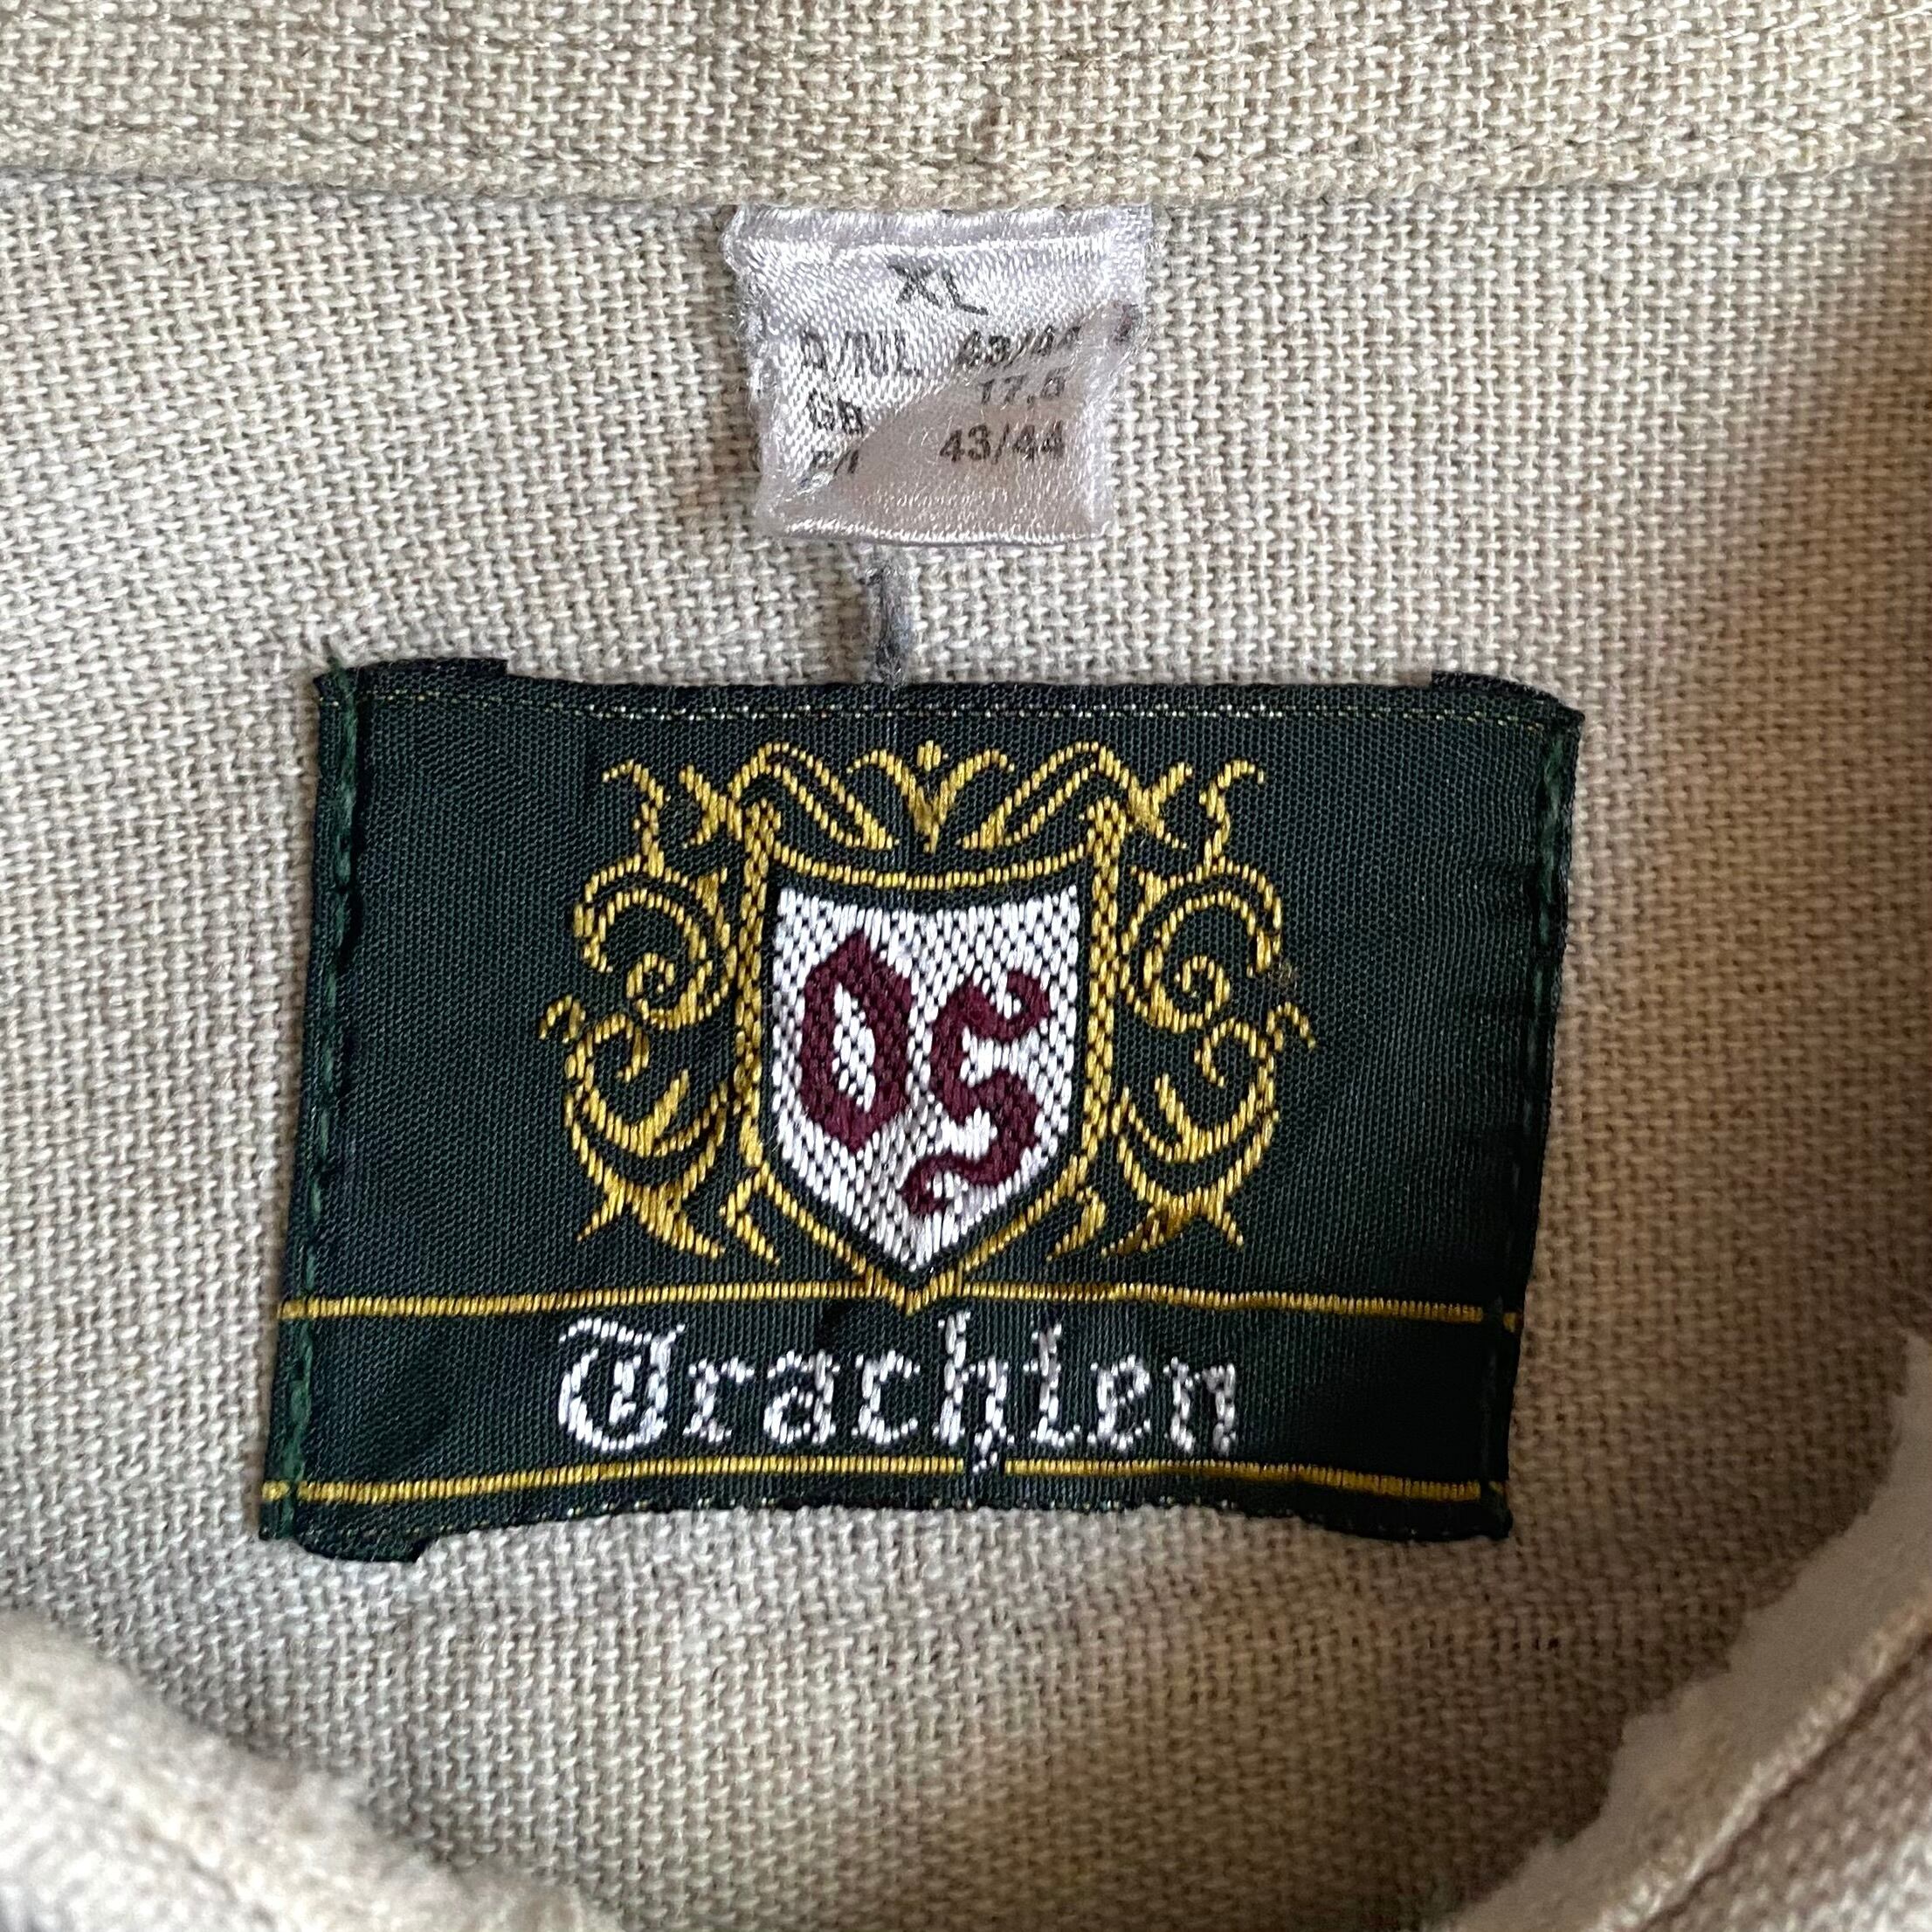 XL
D/NL 43/44
GB 17.5
43/44
OS
Trachten